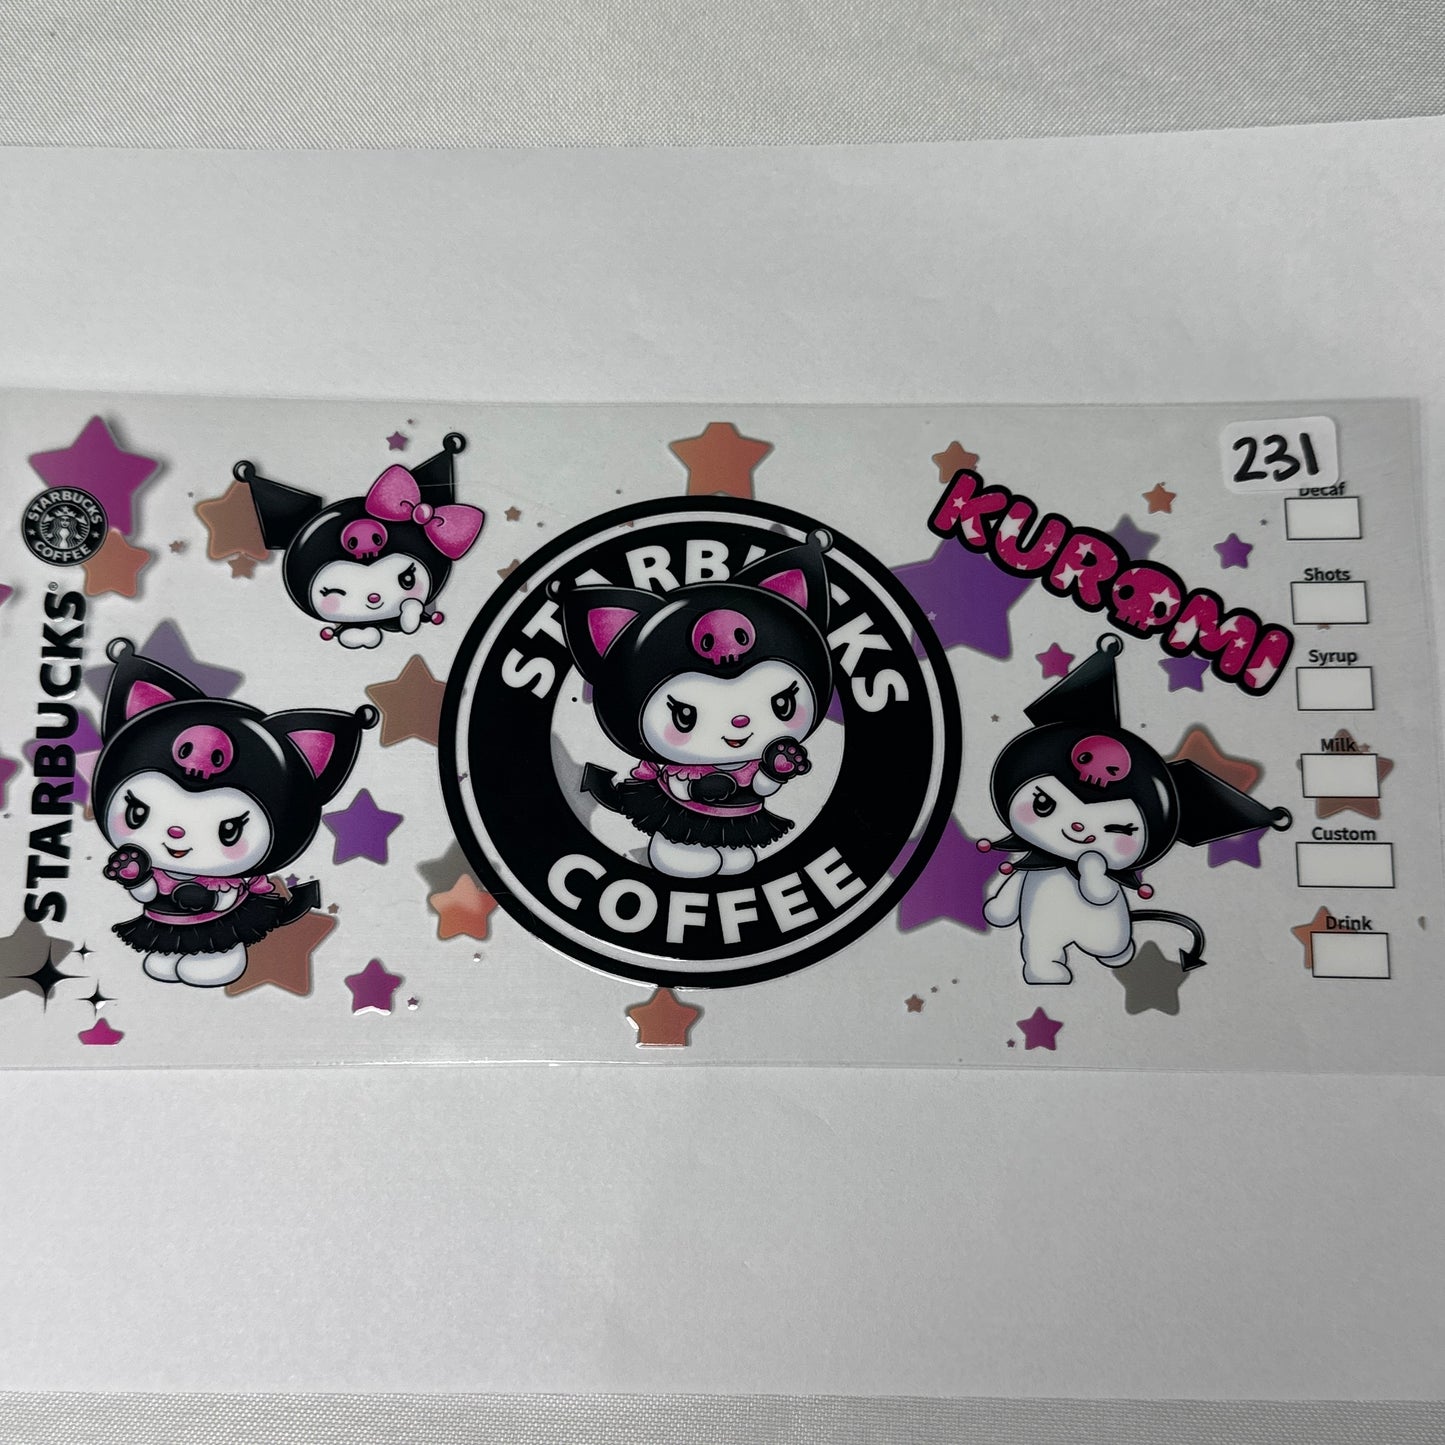 STARBUCKS
COFFEE
STARBUCKS®
STARBUCKS
COFFEE
KUROMI
231
Decaf
Shots
Syrup
Milk
Custom
Drink